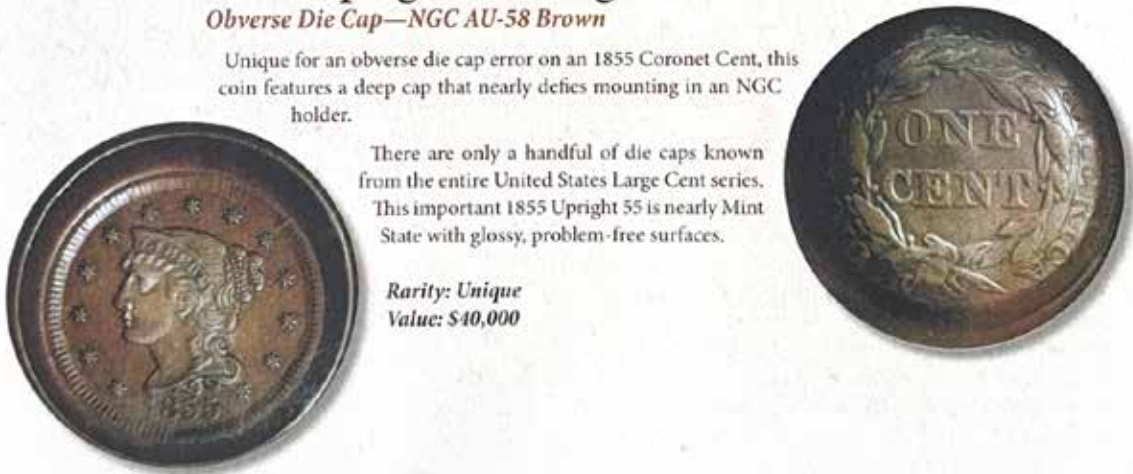 Obverse Die Cap—NGC AU-58 Brown
Unique for an obverse die cap error on an 1855 Coronet Cent, this
coin features a deep cap that nearly defies mounting in an NGC
holder.
There are only a handful of die caps known
from the entire United States Large Cent series.
This important 1855 Upright 55 is nearly Mint
State with glossy, problem-free surfaces.
Rarity: Unique
Value: $40,000
1855
ONE
CENT